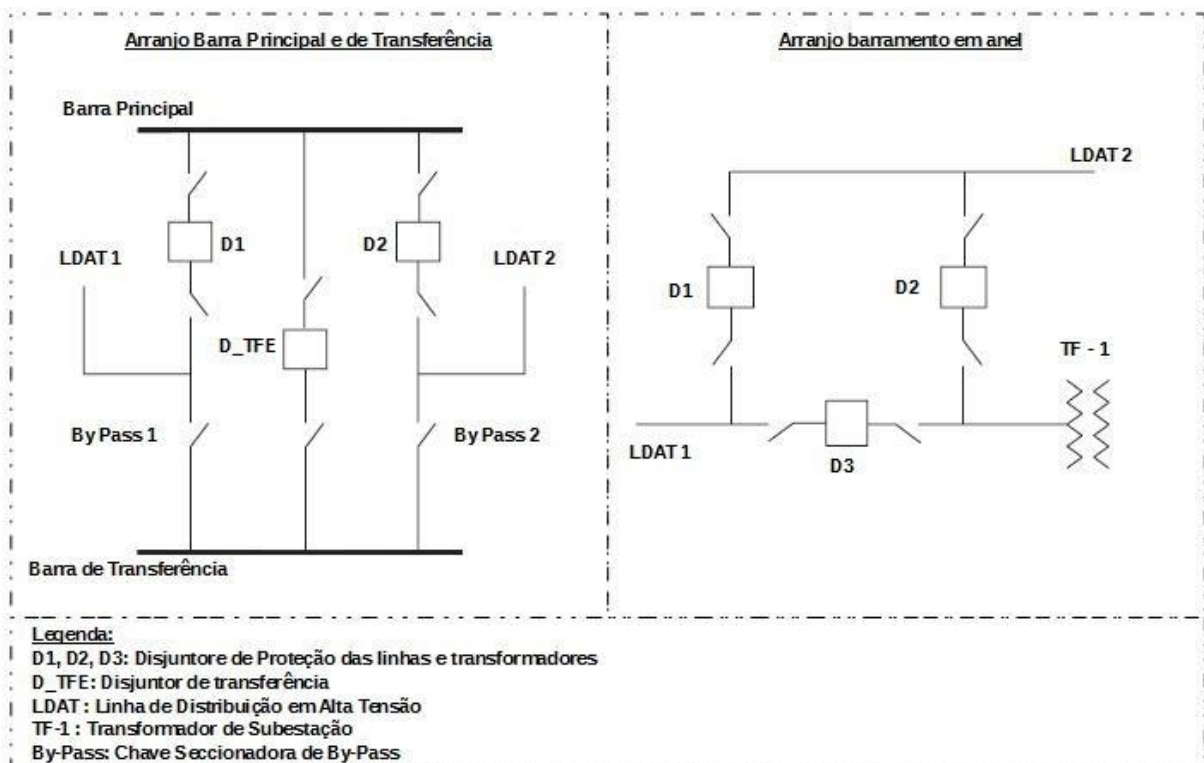 Arranjo Barra Principal e de Transferência
Barra Principal
D1
D2
LDAT 1
LDAT 2
D_TFE
By Pass 1
By Pass 2
Barra de Transferência
Arranjo barramento em anel
LDAT 2
D1
D2
TF - 1
LDAT 1
D3
Legenda:
D1, D2, D3: Disjuntore de Proteção das linhas e transformadores
D_TFE: Disjuntor de transferência
LDAT : Linha de Distribuição em Alta Tensão
TF-1 : Transformador de Subestação
By-Pass: Chave Seccionadora de By-Pass